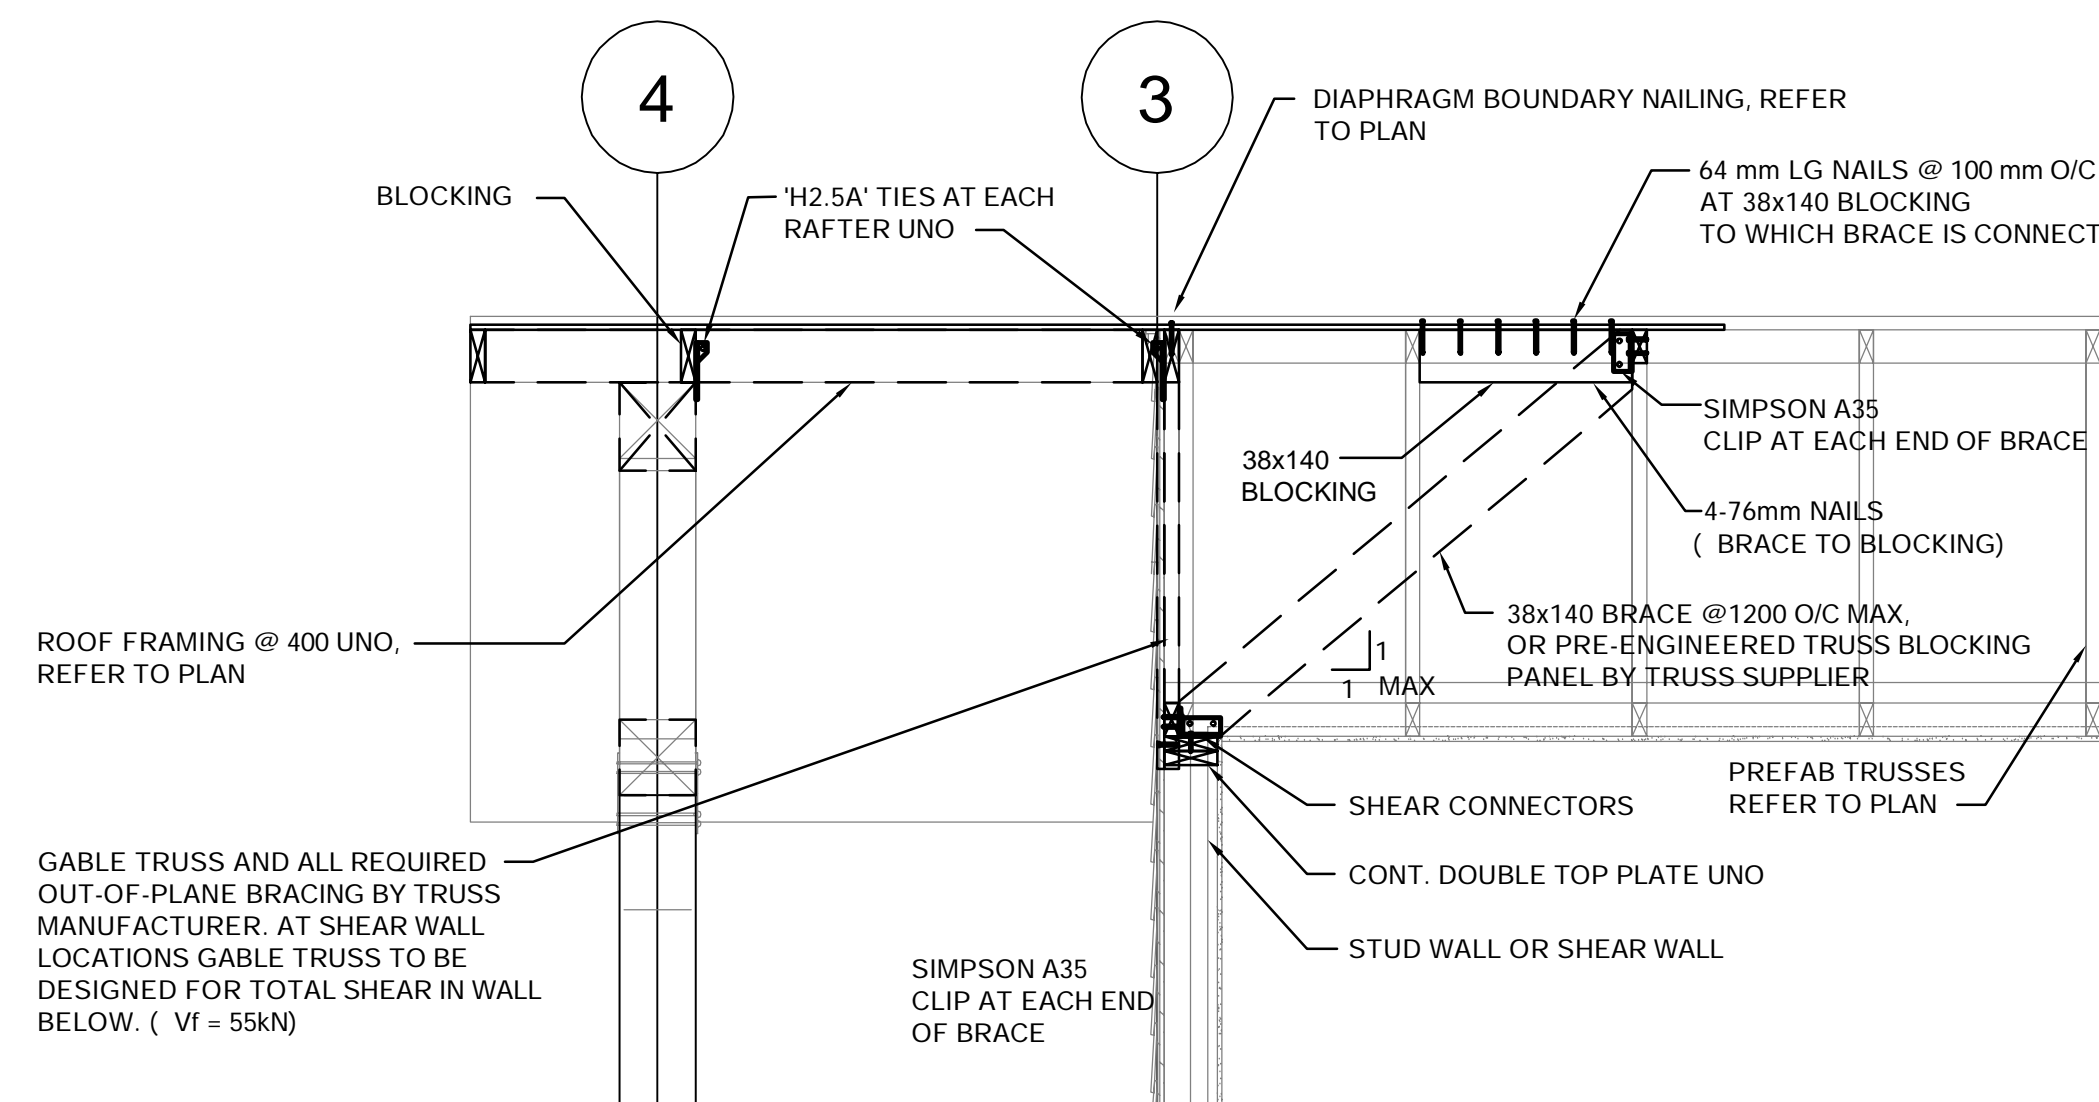 4
3
DIAPHRAGM BOUNDARY NAILING, REFER
TO PLAN
64 mm LG NAILS @ 100 mm O/C
AT 38x140 BLOCKING
TO WHICH BRACE IS CONNECT
BLOCKING
'H2.5A' TIES AT EACH
RAFTER UNO
SIMPSON A35
CLIP AT EACH END OF BRACE
38x140
BLOCKING
4-76mm NAILS
( BRACE TO BLOCKING)
38x140 BRACE @1200 O/C MAX,
OR PRE-ENGINEERED TRUSS BLOCKING
PANEL BY TRUSS SUPPLIER
1
1 MAX
ROOF FRAMING @ 400 UNO,
REFER TO PLAN
PREFAB TRUSSES
REFER TO PLAN
SHEAR CONNECTORS
CONT. DOUBLE TOP PLATE UNO
STUD WALL OR SHEAR WALL
GABLE TRUSS AND ALL REQUIRED
OUT-OF-PLANE BRACING BY TRUSS
MANUFACTURER. AT SHEAR WALL
LOCATIONS GABLE TRUSS TO BE
DESIGNED FOR TOTAL SHEAR IN WALL
BELOW. ( Vf = 55kN)
SIMPSON A35
CLIP AT EACH END
OF BRACE